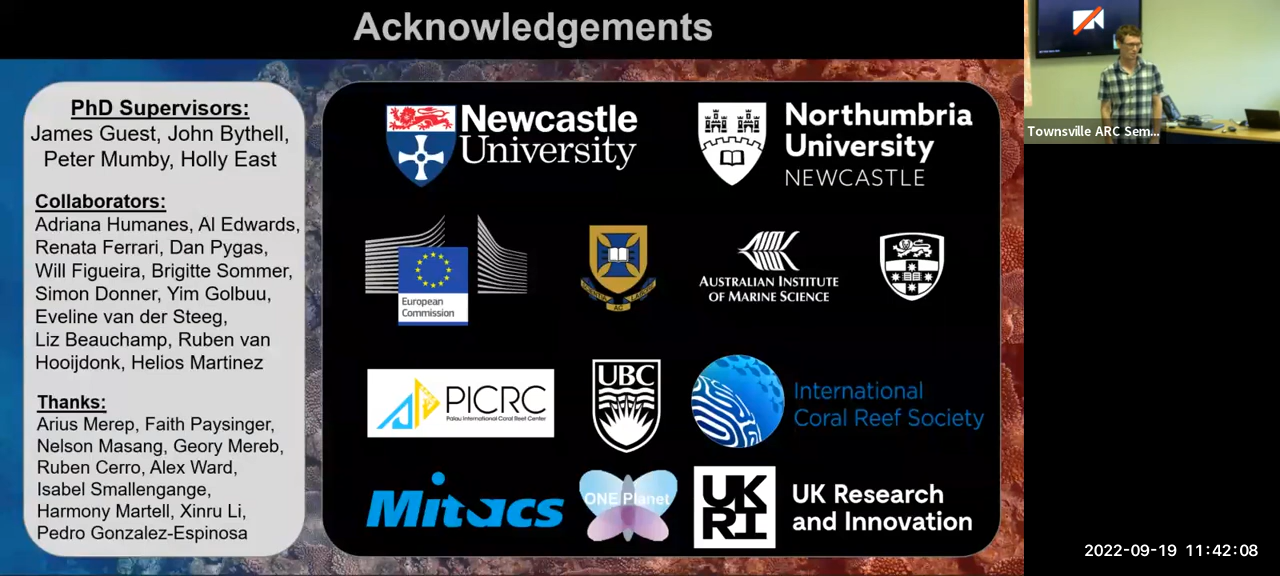 Acknowledgements
PhD Supervisors:
James Guest, John Bythell,
Peter Mumby, Holly East
Collaborators:
Adriana Humanes, Al Edwards,
Renata Ferrari, Dan Pygas,
Will Figueira, Brigitte Sommer,
Simon Donner, Yim Golbuu,
Eveline van der Steeg,
Liz Beauchamp, Ruben van
Hooijdonk, Helios Martinez
Thanks:
Arius Merep, Faith Paysinger,
Nelson Masang, Geory Mereb,
Ruben Cerro, Alex Ward,
Isabel Smallengange,
Harmony Martell, Xinru Li,
Pedro Gonzalez-Espinosa
Newcastle
University
Northumbria
University
NEWCASTLE
European
Commission
AUSTRALIAN INSTITUTE
OF MARINE SCIENCE
PICRC
Palau International Coral Reef Center
UBC
International
Coral Reef Society
Mitacs
ONE Planet
UK
RI
UK Research
and Innovation
Townsville ARC Sem...
2022-09-19 11:42:08